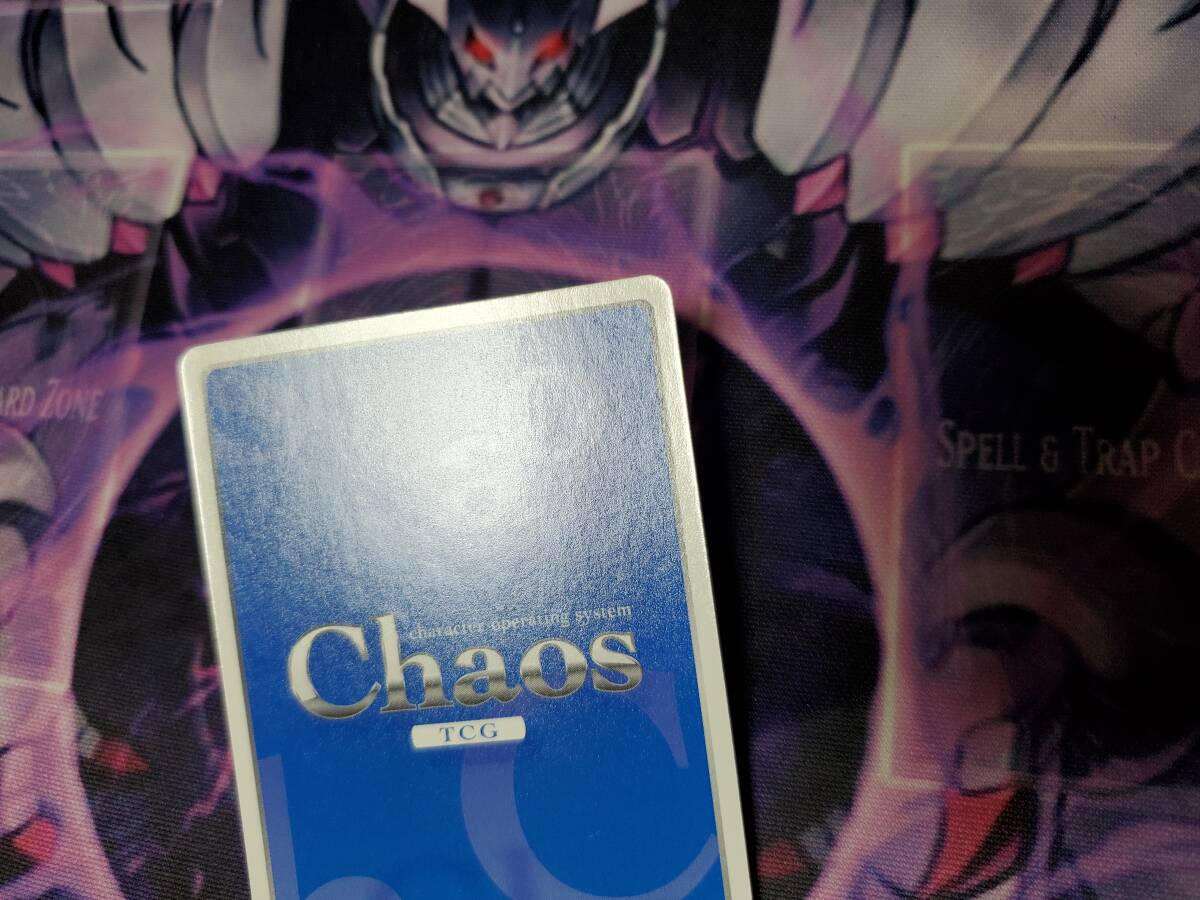 ARD ZONE
SPELL & TRAP C
character operating system
Chaos
TCG